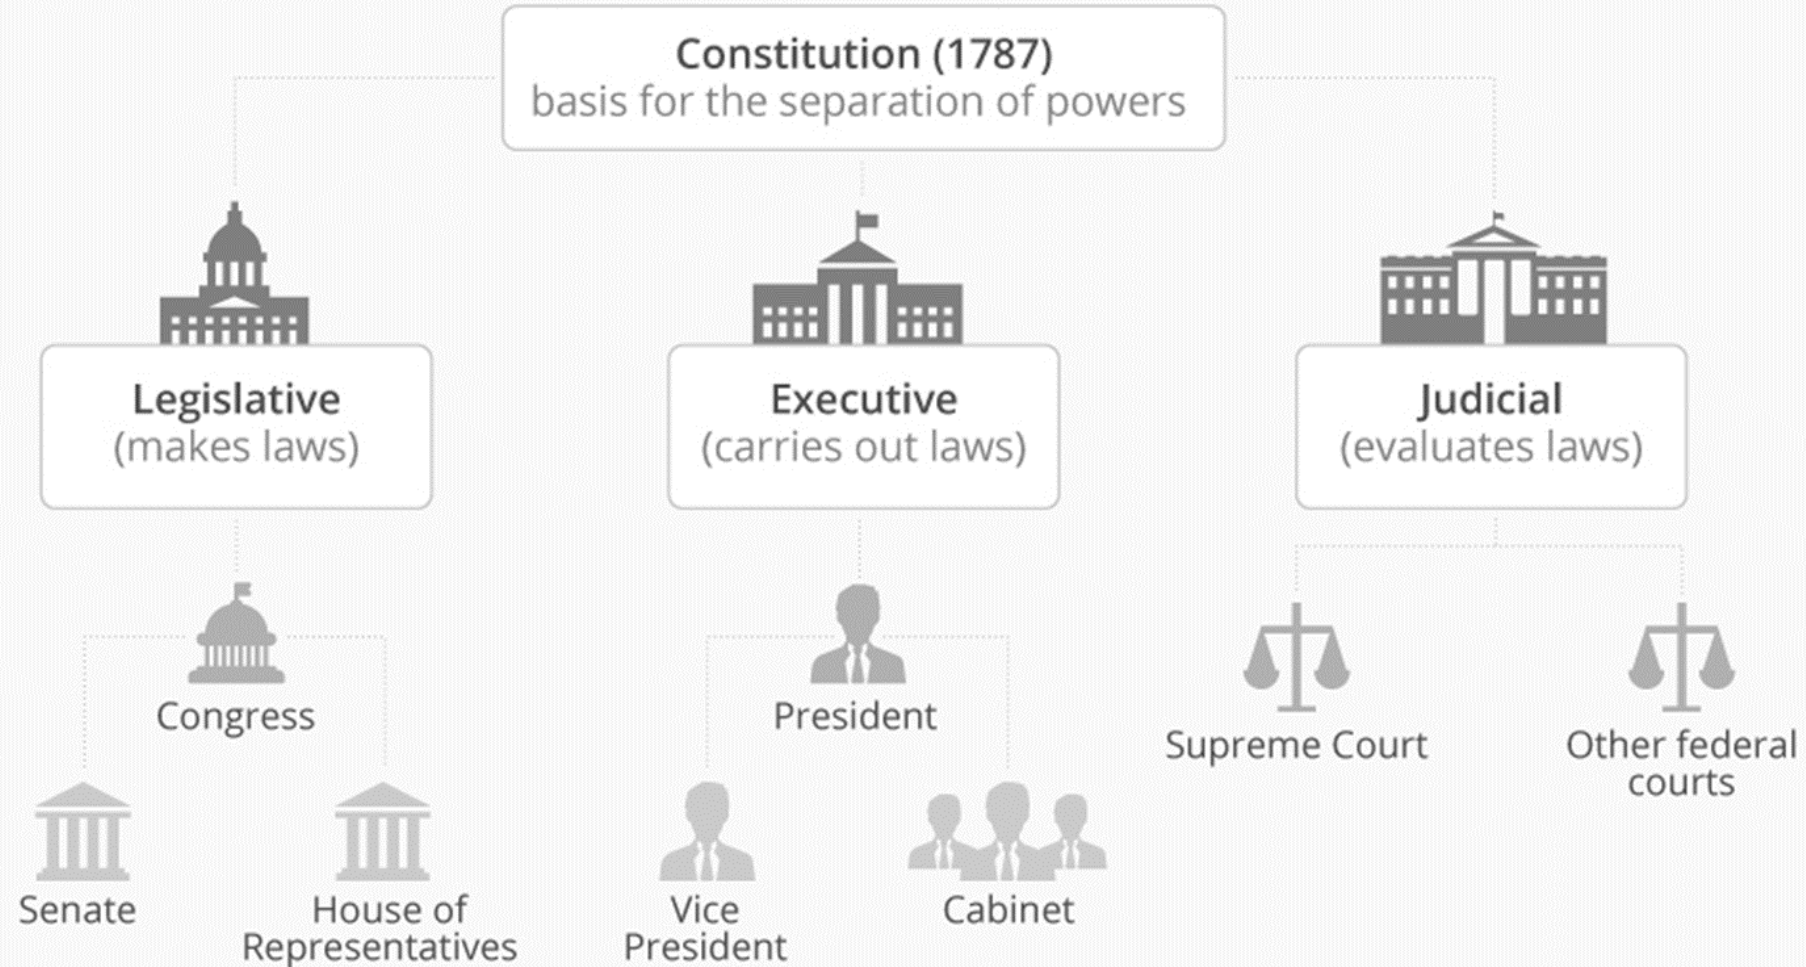 Constitution (1787)
basis for the separation of powers
Legislative
(makes laws)
Executive
(carries out laws)
Judicial
(evaluates laws)
Congress
President
Supreme Court
Other federal
courts
Senate
House of
Representatives
Vice
President
Cabinet